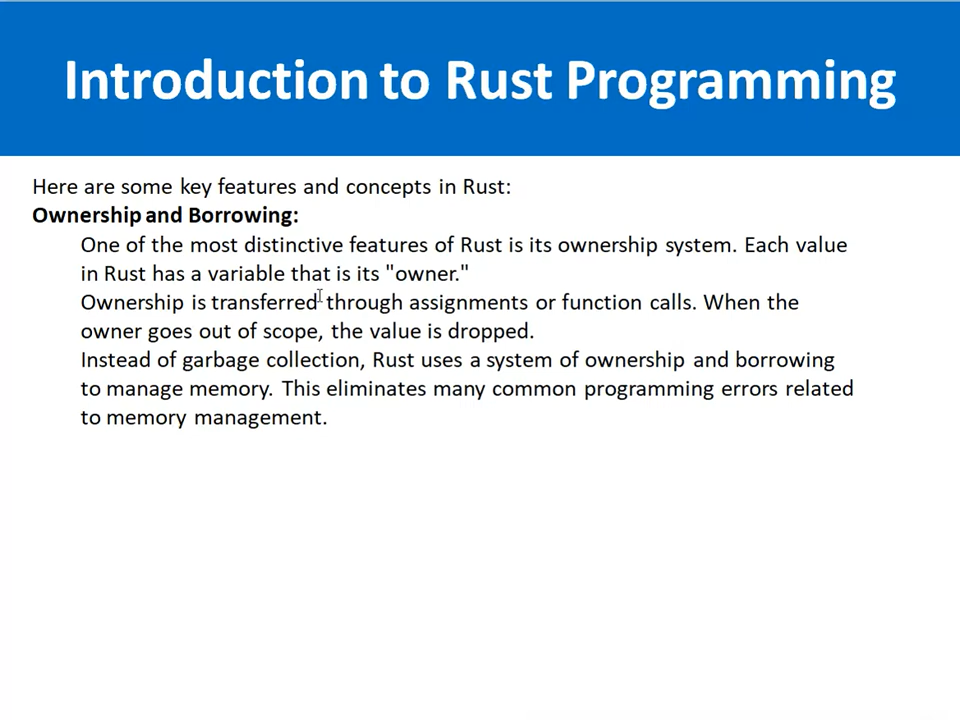 Introduction to Rust Programming
Here are some key features and concepts in Rust:
Ownership and Borrowing:
One of the most distinctive features of Rust is its ownership system. Each value
in Rust has a variable that is its "owner."
Ownership is transferred through assignments or function calls. When the
owner goes out of scope, the value is dropped.
Instead of garbage collection, Rust uses a system of ownership and borrowing
to manage memory. This eliminates many common programming errors related
to memory management.